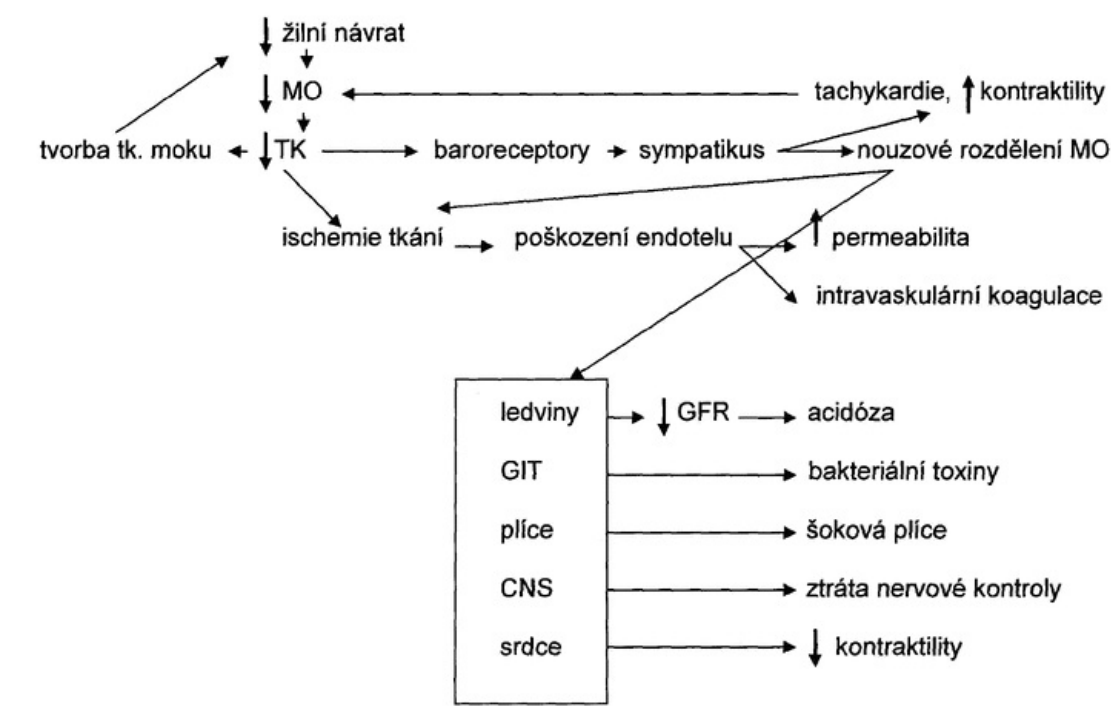 ↓ žilní návrat
↓ MO
tachykardie, ↑ kontraktility
tvorba tk. moku
↓ TK
baroreceptory
sympatikus
nouzové rozdělení MO
ischemie tkání
poškození endotelu
↑ permeabilita
intravaskulární koagulace
ledviny
↓ GFR
acidóza
GIT
bakteriální toxiny
plíce
šoková plíce
CNS
ztráta nervové kontroly
srdce
↓ kontraktility